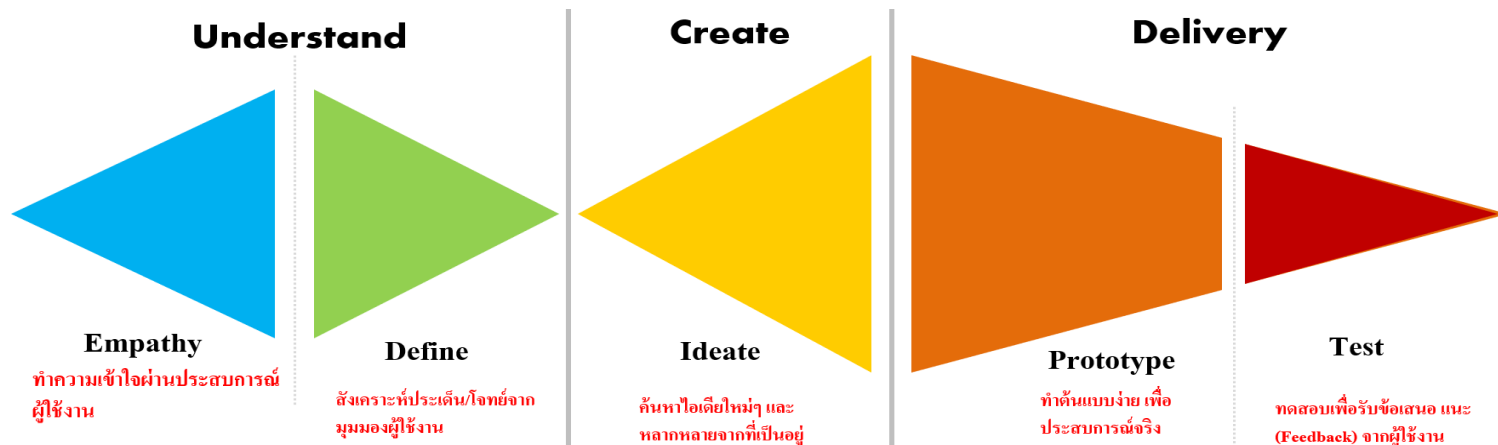 Understand
Create
Delivery
Empathy
ทำความเข้าใจผ่านประสบการณ์
ผู้ใช้งาน
Define
สังเคราะห์ประเด็น/โจทย์จาก
มุมมองผู้ใช้งาน
Ideate
ค้นหาไอเดียใหม่ๆ และ
หลากหลายจากที่เป็นอยู่
Prototype
ทำต้นแบบง่าย เพื่อ
ประสบการณ์จริง
Test
ทดสอบเพื่อรับข้อเสนอ แนะ
(Feedback) จากผู้ใช้งาน